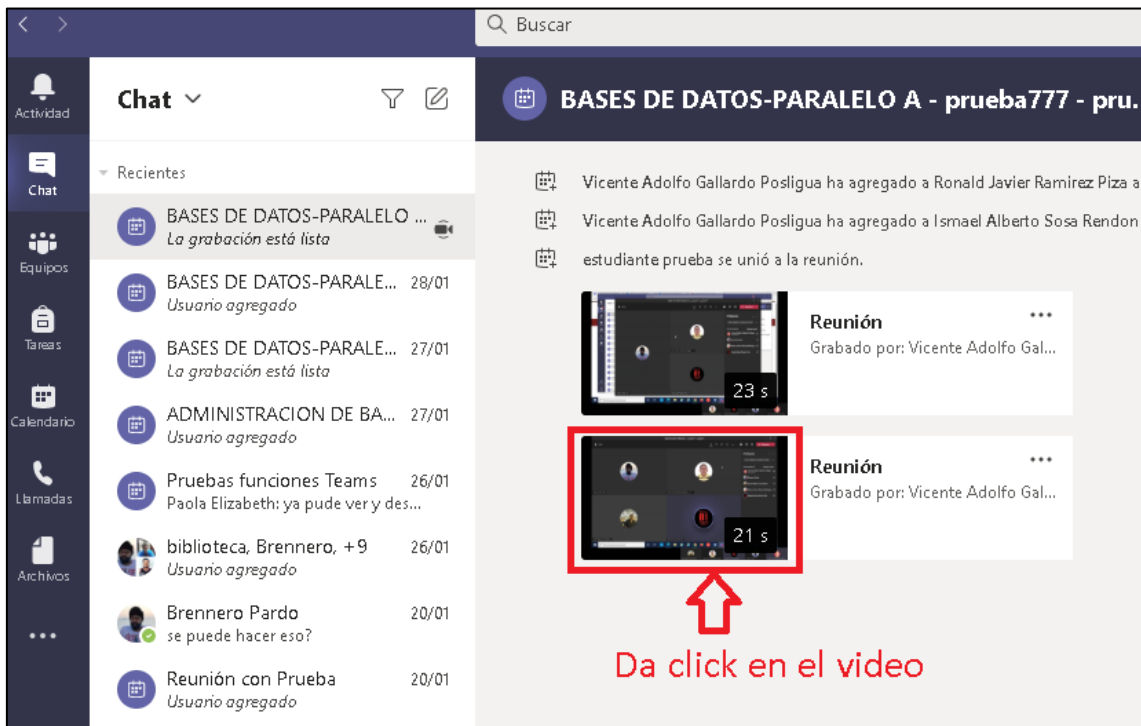 Buscar
Actividad
Chat
Equipos
Tareas
Calendario
Llamadas
Archivos
Chat
Recientes
BASES DE DATOS-PARALELO ...
La grabación está lista
BASES DE DATOS-PARALE... 28/01
Usuario agregado
BASES DE DATOS-PARALE... 27/01
La grabación está lista
ADMINISTRACION DE BA... 27/01
Usuario agregado
Pruebas funciones Teams 26/01
Paola Elizabeth: ya pude ver y des...
biblioteca, Brennero, +9 26/01
Usuario agregado
Brennero Pardo 20/01
se puede hacer eso?
Reunión con Prueba 20/01
Usuario agregado
BASES DE DATOS-PARALELO A - prueba777 - pru.
Vicente Adolfo Gallardo Posligua ha agregado a Ronald Javier Ramirez Piza a
Vicente Adolfo Gallardo Posligua ha agregado a Ismael Alberto Sosa Rendon
estudiante prueba se unió a la reunión.
23 s
Reunión
Grabado por: Vicente Adolfo Gal...
21 s
Reunión
Grabado por: Vicente Adolfo Gal...
Da click en el video